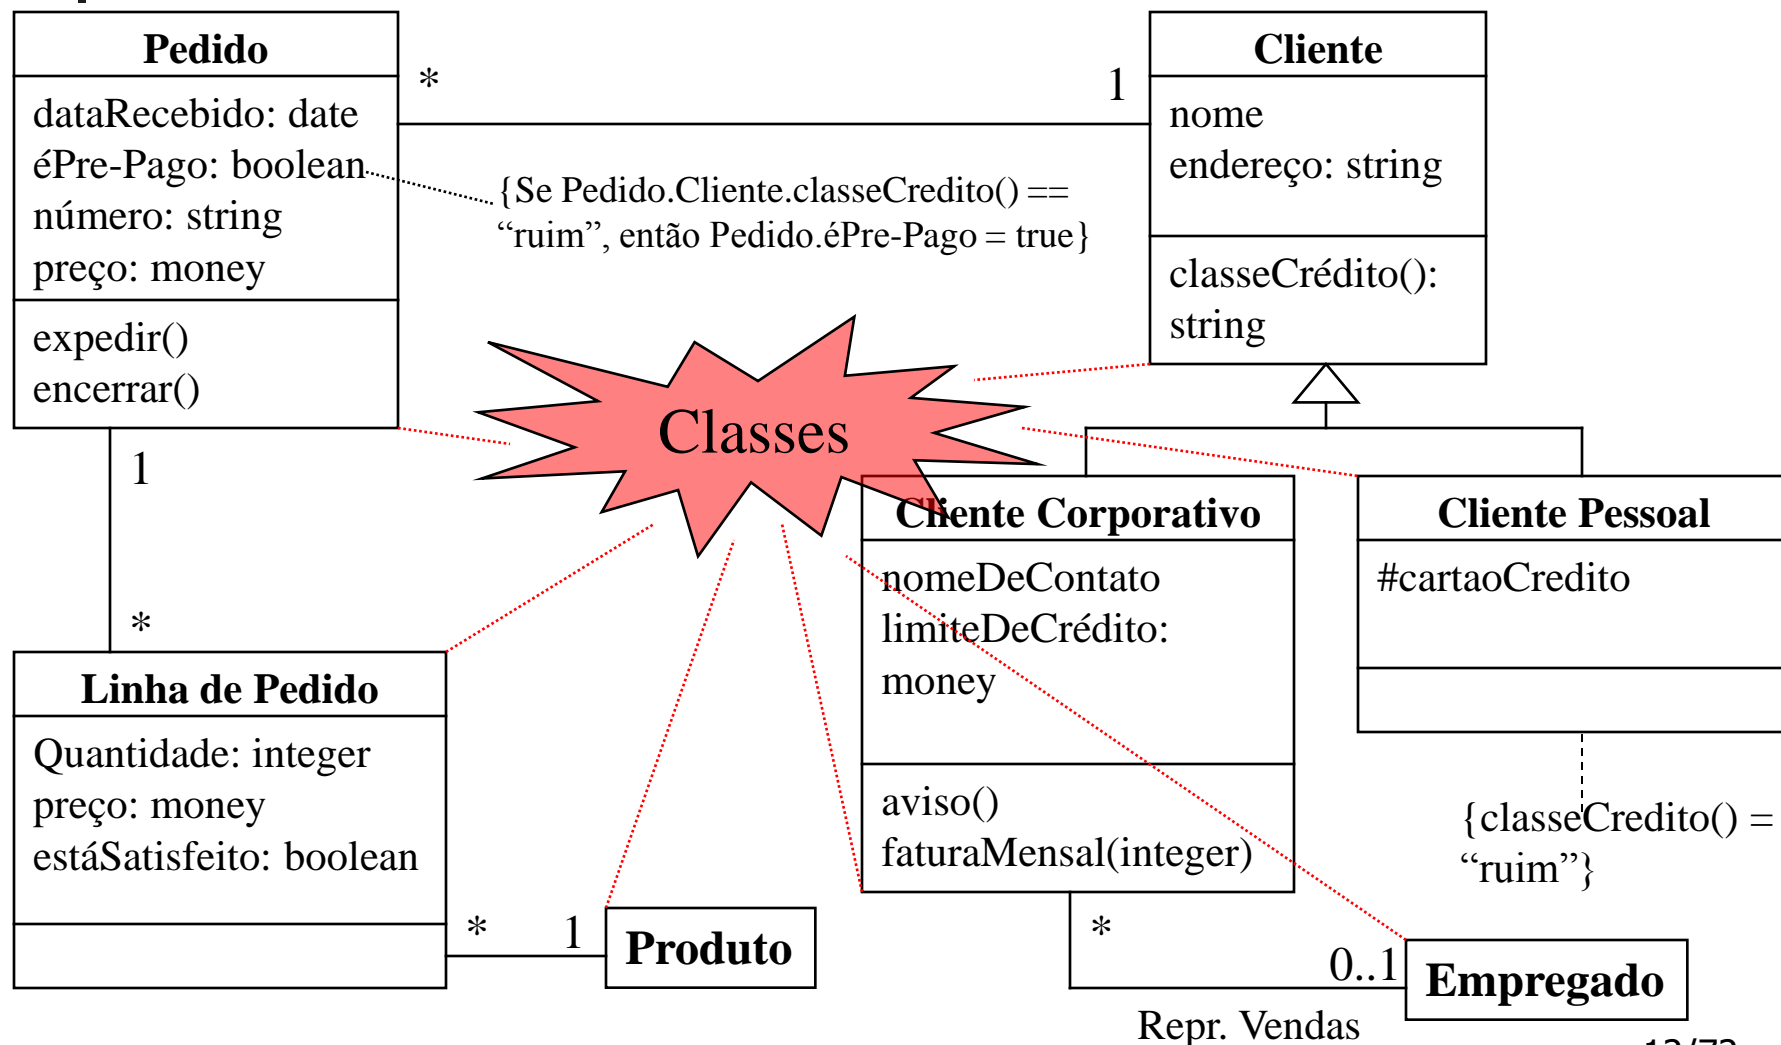 Pedido
dataRecebido: date
éPre-Pago: boolean
número: string
preço: money
expedir()
encerrar()
*
1
{Se Pedido.Cliente.classeCredito() ==
“ruim”, então Pedido.éPre-Pago = true}
Cliente
nome
endereço: string
classeCrédito():
string
Classes
1
*
Cliente Corporativo
nomeDeContato
limiteDeCrédito:
money
aviso()
faturaMensal(integer)
Cliente Pessoal
#cartaoCredito
{classeCredito() =
“ruim”}
Linha de Pedido
Quantidade: integer
preço: money
estáSatisfeito: boolean
*
1
Produto
*
0..1
Empregado
Repr. Vendas